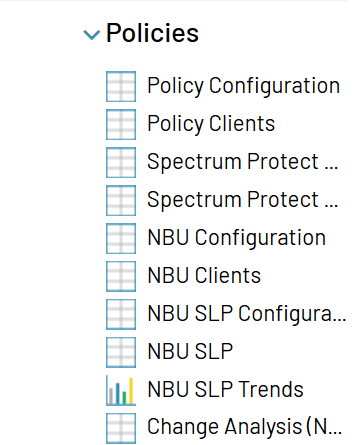 Policies
Policy Configuration
Policy Clients
Spectrum Protect ...
Spectrum Protect ...
NBU Configuration
NBU Clients
NBU SLP Configura...
NBU SLP
NBU SLP Trends
Change Analysis (N...